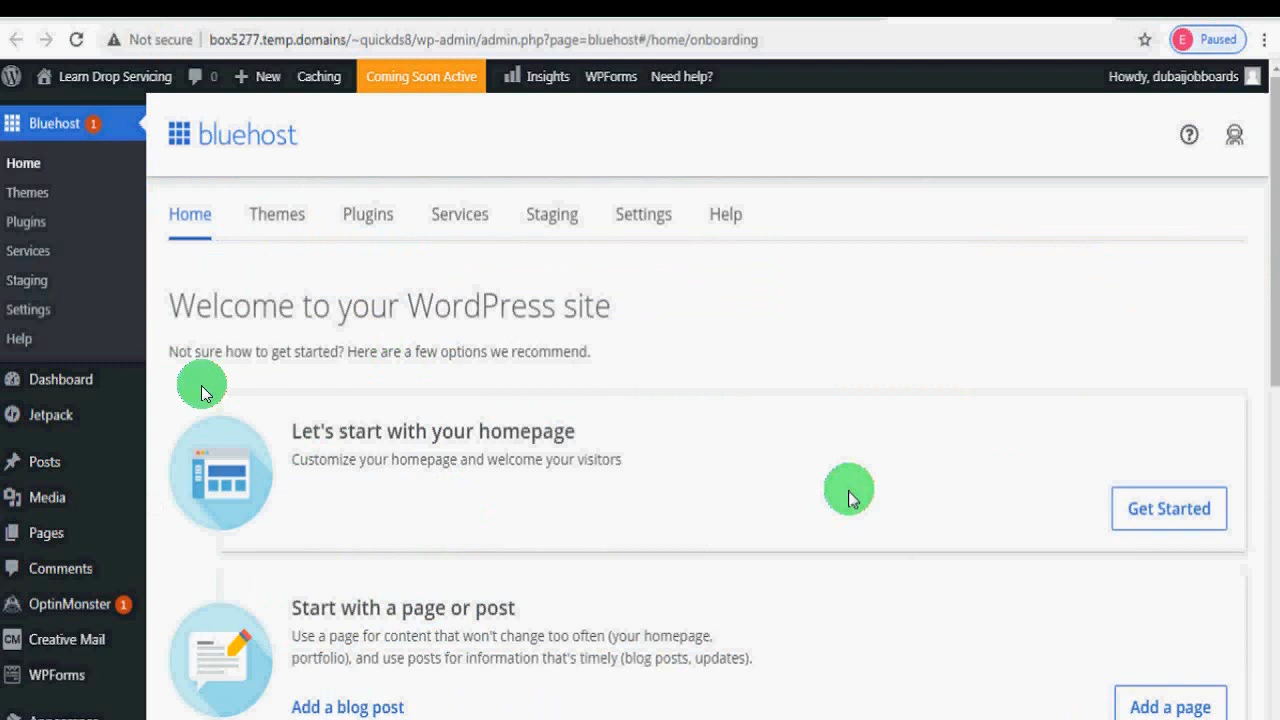 Not secure box5277.temp.domains/~quickds8/wp-admin/admin.php?page=bluehost#/home/onboarding E Paused
Learn Drop Servicing 0 New Caching Coming Soon Active Insights WPForms Need help? Howdy, dubaijobboards
Bluehost 1
Home
Themes
Plugins
Services
Staging
Settings
Help
Dashboard
Jetpack
Posts
Media
Pages
Comments
OptinMonster 1
CM Creative Mail
WPForms
bluehost
Home Themes Plugins Services Staging Settings Help
Welcome to your WordPress site
Not sure how to get started? Here are a few options we recommend.
Let's start with your homepage
Customize your homepage and welcome your visitors
Get Started
Start with a page or post
Use a page for content that won't change too often (your homepage,
portfolio), and use posts for information that's timely (blog posts, updates).
Add a blog post
Add a page